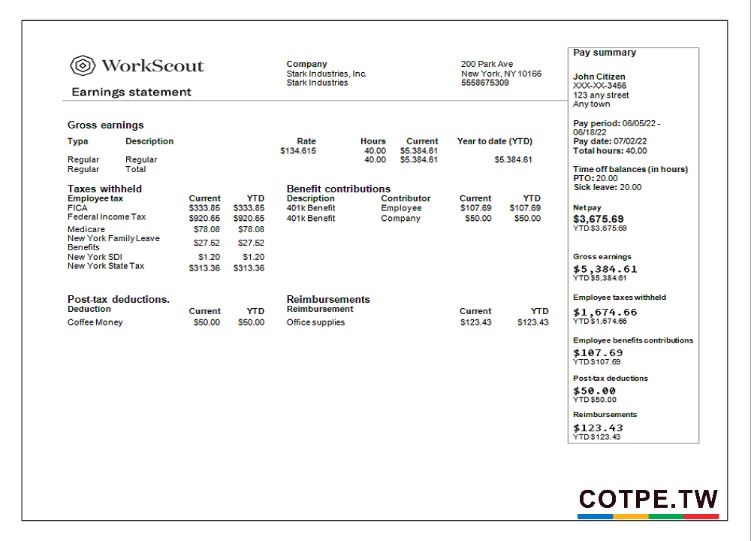 WorkScout
Earnings statement
Company
Stark Industries, Inc.
Stark Industries
200 Park Ave
New York, NY 10166
5558675309
Gross earnings
Typa Description Rate Hours Current Year to date (YTD)
$134.615 40.00 $5.384.61
Regular Regular 40.00 $5.384.61 $5.384.61
Regular Total
Taxes withheld
Employee tax Current YTD
FICA $333.85 $333.85
Federal Income Tax $920.65 $920.65
Medicare $78.08 $78.08
New York Family Leave
Benefits $27.52 $27.52
New York SDI $1.20 $1.20
New York State Tax $313.36 $313.36
Benefit contributions
Description Contributor Current YTD
401k Benefit Employee $107.69 $107.69
401k Benefit Company $50.00 $50.00
Post-tax deductions.
Deduction Current YTD
Coffee Money $50.00 $50.00
Reimbursements
Reimbursement Current YTD
Office supplies $123.43 $123.43
Pay summary
John Citizen
XXX-XX-3456
123 any street
Any town
Pay period: 06/05/22 -
06/18/22
Pay date: 07/02/22
Total hours: 40.00
Time off balances (in hours)
PTO: 20.00
Sick leave: 20.00
Net pay
$3,675.69
YTD $3,675.69
Gross earnings
$5,384.61
YTD $5,384.61
Employee taxes withheld
$1,674.66
YTD $1,674.66
Employee benefits contributions
$107.69
YTD $107.69
Post-tax deductions
$50.00
YTD $50.00
Reimbursements
$123.43
YTD $123.43
COTPE.TW